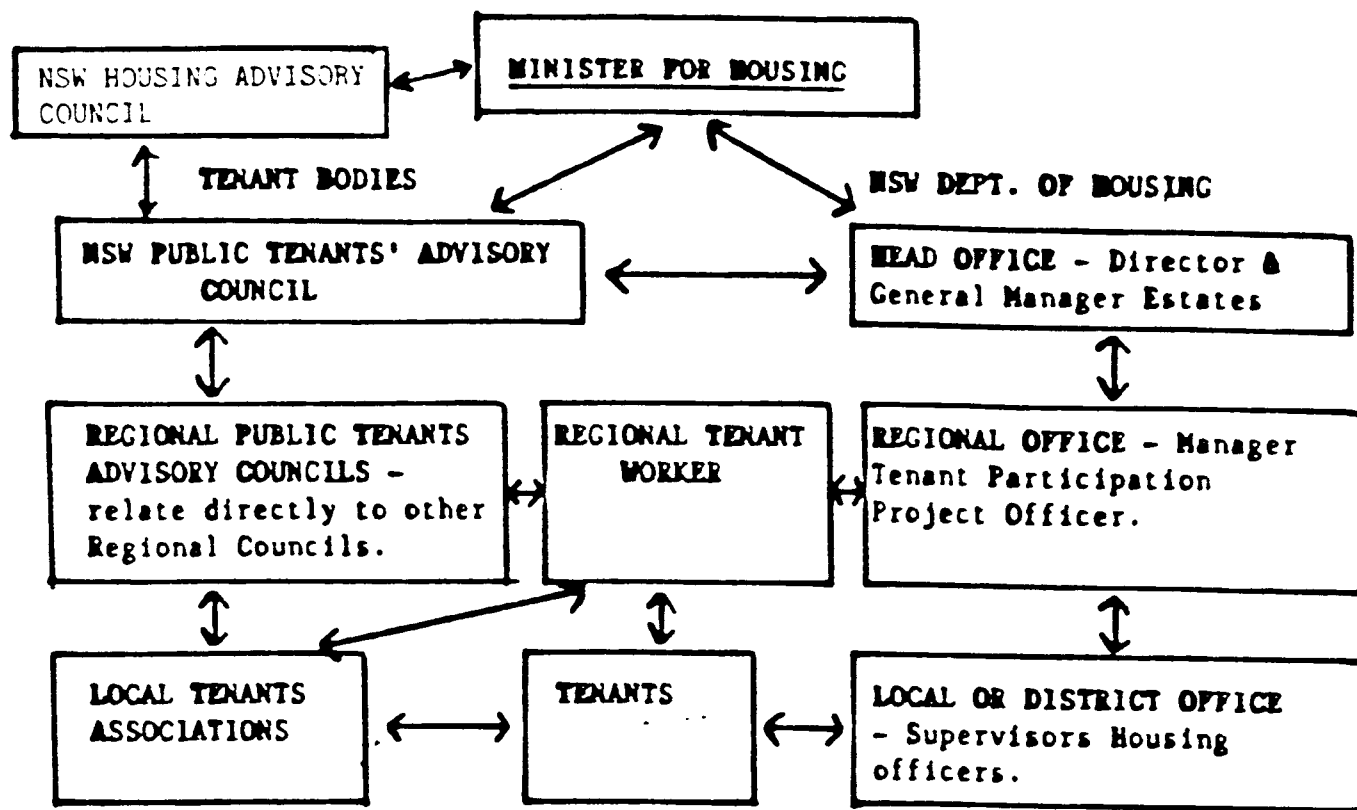 NSW HOUSING ADVISORY
COUNCIL
MINISTER FOR HOUSING
TENANT BODIES
NSW DEPT. OF HOUSING
NSW PUBLIC TENANTS' ADVISORY
COUNCIL
HEAD OFFICE - Director &
General Manager Estates
REGIONAL PUBLIC TENANTS
ADVISORY COUNCILS -
relate directly to other
Regional Councils.
REGIONAL TENANT
WORKER
REGIONAL OFFICE - Manager
Tenant Participation
Project Officer.
LOCAL TENANTS
ASSOCIATIONS
TENANTS
LOCAL OR DISTRICT OFFICE
- Supervisors Housing
officers.